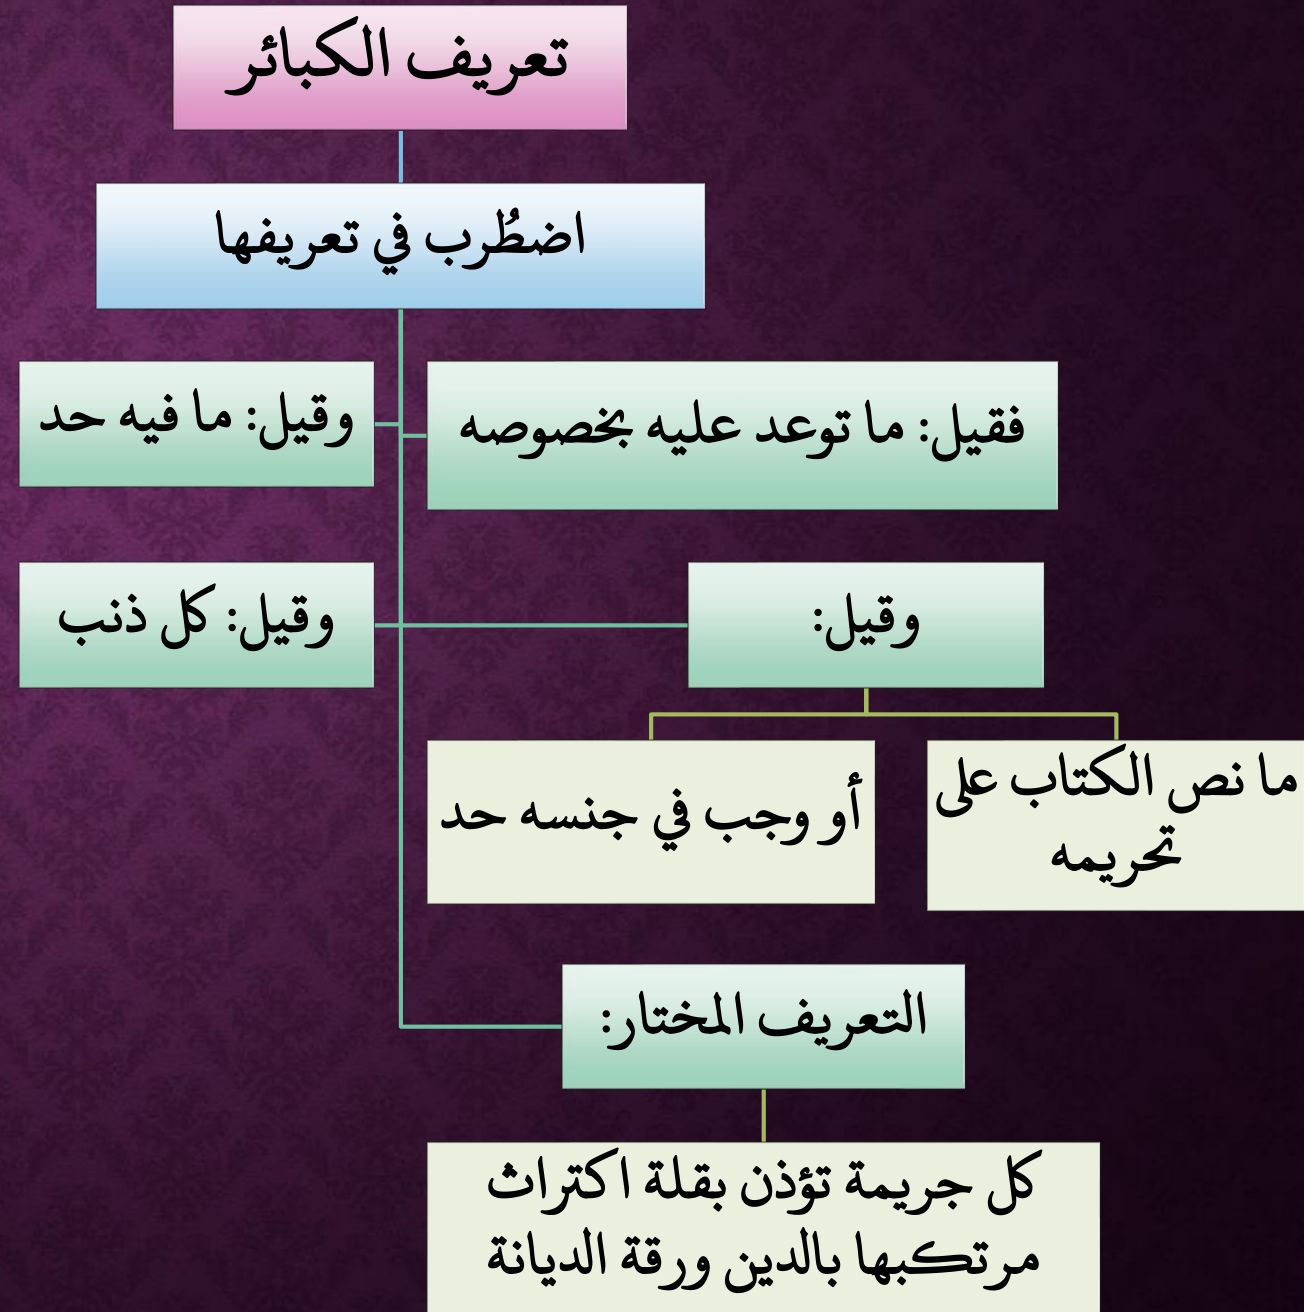 تعريف الكبائر
اضطُرب في تعريفها
فقيل: ما توعد عليه بخصوصه
وقيل: ما فيه حد
وقيل:
ما نص الكتاب على
تحريمه
أو وجب في جنسه حد
وقيل: كل ذنب
التعريف المختار:
كل جريمة تؤذن بقلة اكتراث
مرتكبها بالدين ورقة الديانة